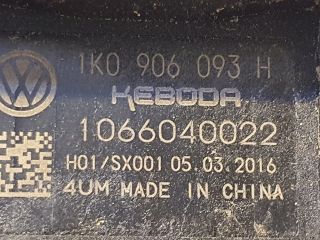 1K0 906 093 H
KEBODA
1066040022
H01/SX001 05.03.2016
4UM MADE IN CHINA